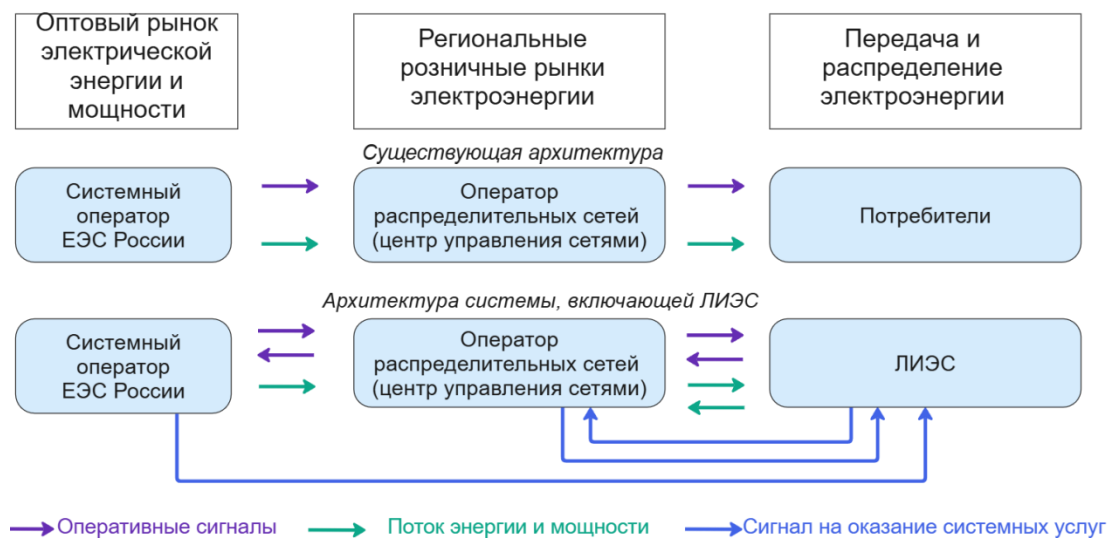 Оптовый рынок
электрической
энергии и
мощности
Региональные
розничные рынки
электроэнергии
Передача и
распределение
электроэнергии
Существующая архитектура
Системный
оператор
ЕЭС России
Оператор
распределительных сетей
(центр управления сетями)
Потребители
Архитектура системы, включающей ЛИЭС
Системный
оператор
ЕЭС России
Оператор
распределительных сетей
(центр управления сетями)
ЛИЭС
Оперативные сигналы
Поток энергии и мощности
Сигнал на оказание системных услуг